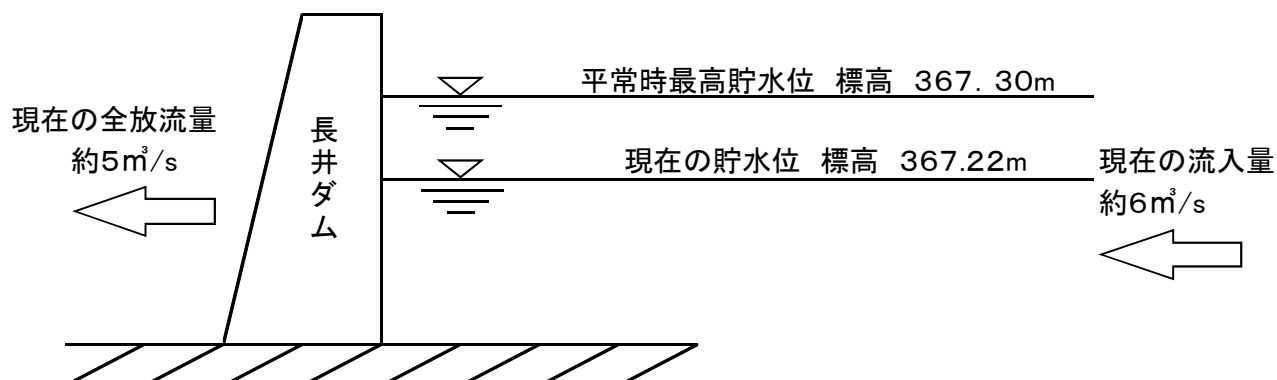 平常時最高貯水位 標高 367.30m
現在の全放流量
約5㎥/s
長井ダム
現在の貯水位 標高 367.22m
現在の流入量
約6㎥/s